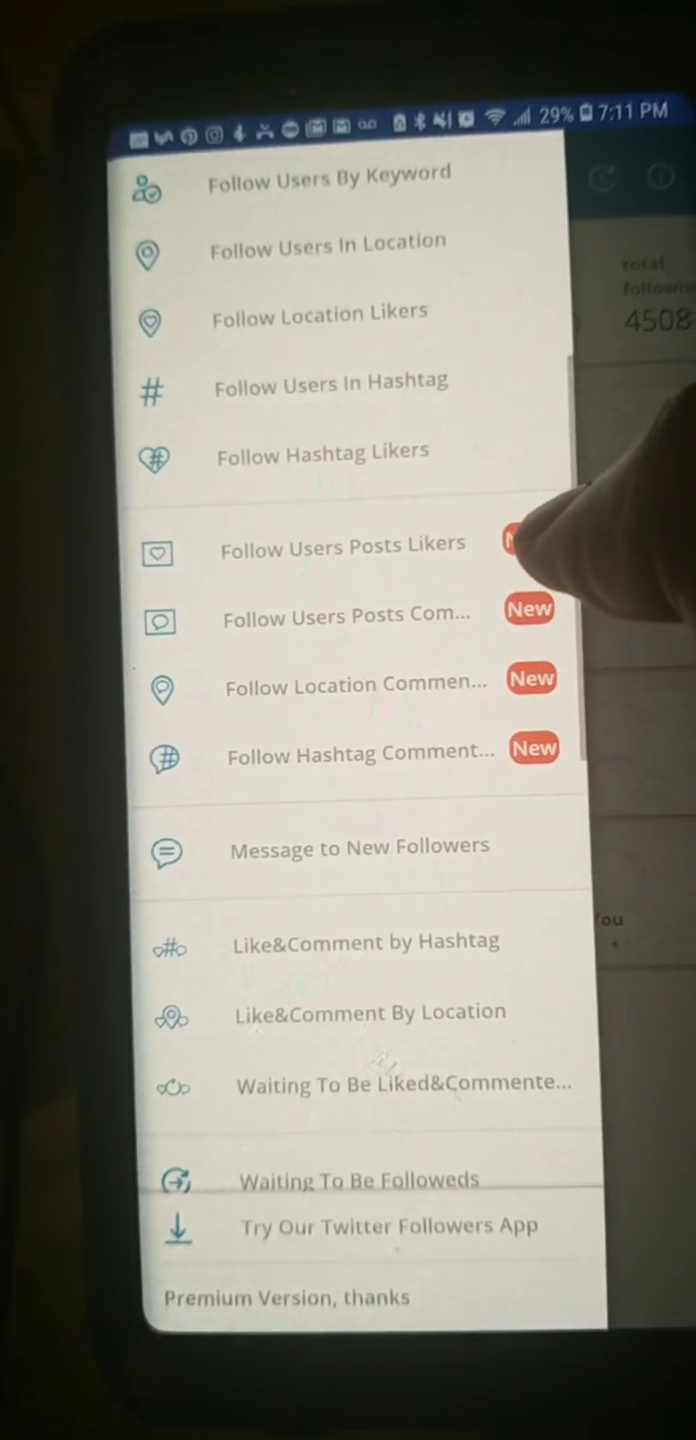 29% 7:11 PM
Follow Users By Keyword
Follow Users In Location
Follow Location Likers
Follow Users In Hashtag
Follow Hashtag Likers
Follow Users Posts Likers
Follow Users Posts Com... New
Follow Location Commen... New
Follow Hashtag Comment... New
Message to New Followers
Like&Comment by Hashtag
Like&Comment By Location
Waiting To Be Liked&Commente...
Waiting To Be Followeds
Try Our Twitter Followers App
Premium Version, thanks
total
4508